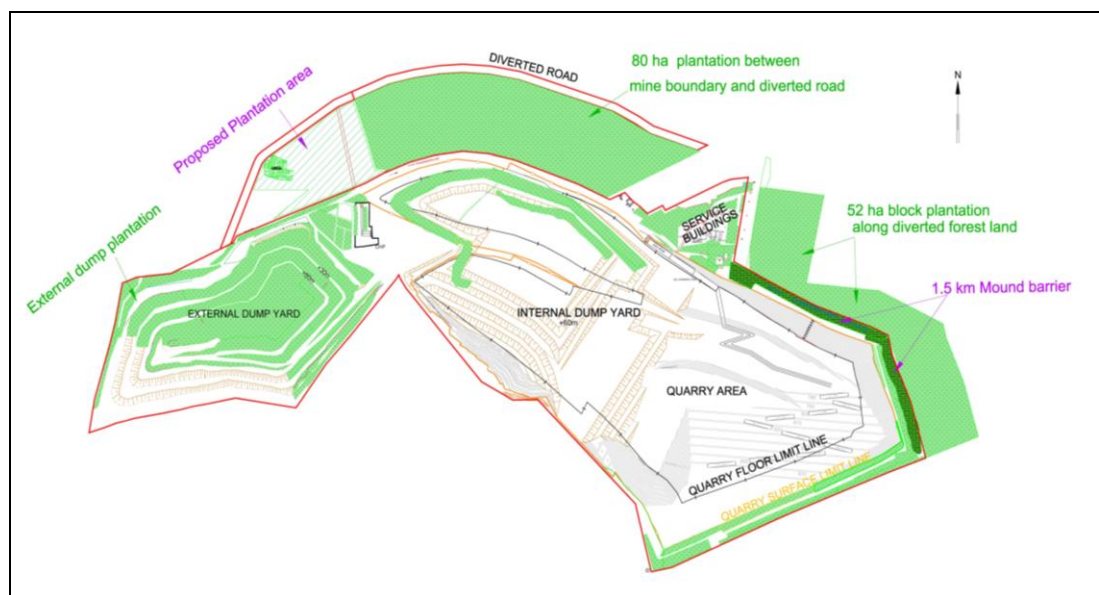 DIVERTED ROAD
80 ha plantation between
mine boundary and diverted road
N
Proposed Plantation area
External dump plantation
SERVICE
BUILDINGS
52 ha block plantation
along diverted forest land
1.5 km Mound barrier
EXTERNAL DUMP YARD
INTERNAL DUMP YARD
+60m
QUARRY AREA
QUARRY FLOOR LIMIT LINE
QUARRY SURFACE LIMIT LINE